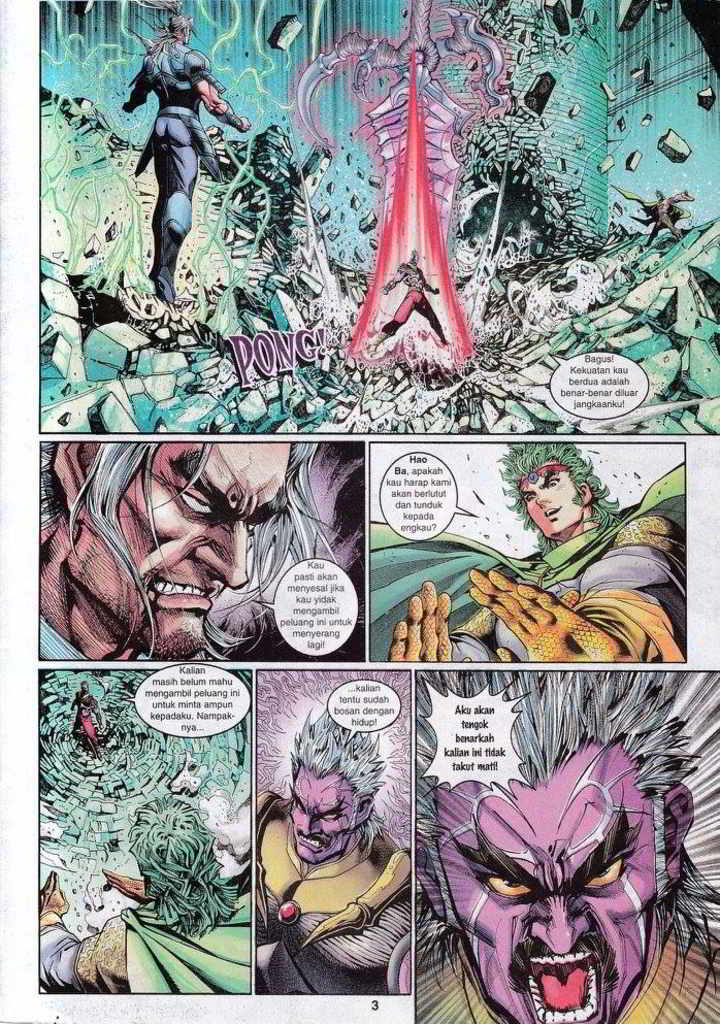 PONG!
Bagus!
Kekuatan kau
berdua adalah
benar-benar diluar
jangkaanku!
Kau
pasti akan
menyesal jika
kau yidak
mengambil
peluang ini untuk
menyerang
lagi!
Hao
Ba, apakah
kau harap kami
akan berlutut
dan tunduk
kepada
engkau?
Kalian
masih belum mahu
mengambil peluang ini
untuk minta ampun
kepadaku. Nampak-
nya...
...kalian
tentu sudah
bosan dengan
hidup!
Aku akan
tengok
benarkah
kalian ini tidak
takut mati!
3